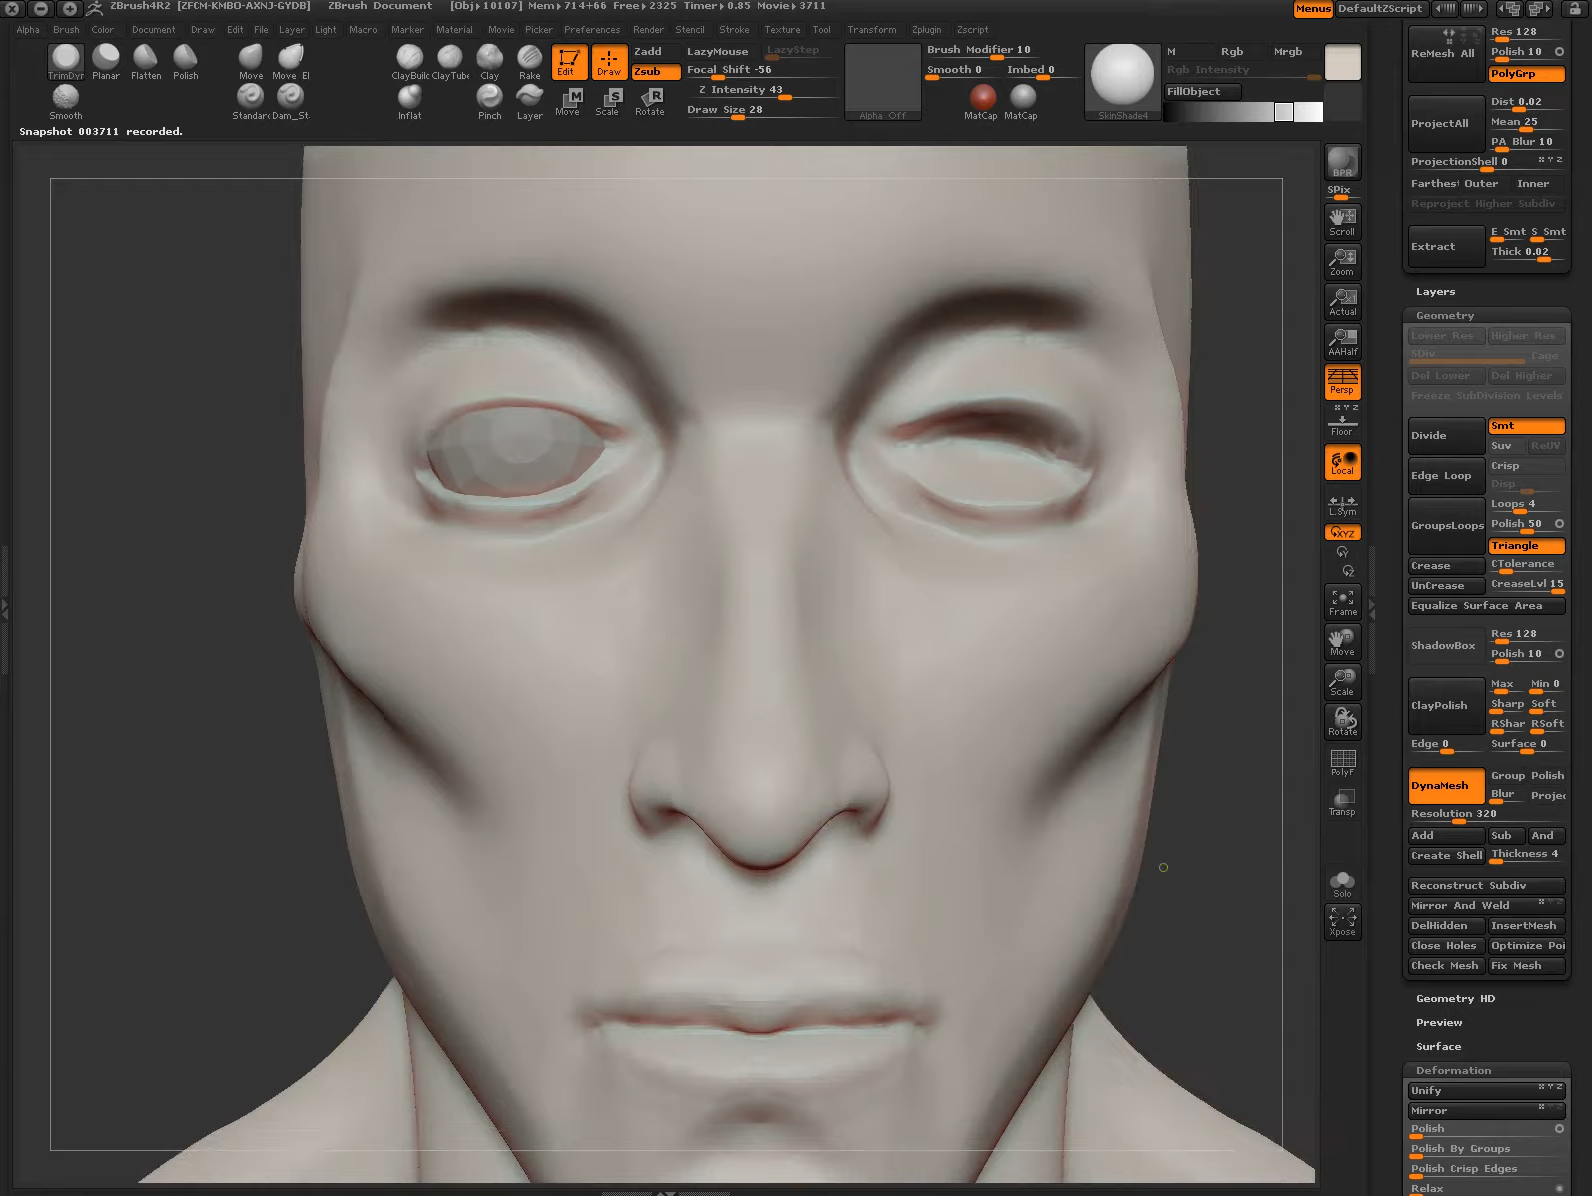 ZBrush4R2 [ZFCM-KMBO-AXNJ-GYDB] ZBrush Document [Obj▸10107] Mem▸714+66 Free▸2325 Timer▸0.85 Movie▸3711 Menus DefaultZScript
Alpha Brush Color Document Draw Edit File Layer Light Macro Marker Material Movie Picker Preferences Render Stencil Stroke Texture Tool Transform Zplugin Zscript
TrimDyr Planar Flatten Polish Move Move El ClayBuild ClayTube Clay Rake Edit Draw
Smooth Standard Dam_St Inflat Pinch Layer Move Scale Rotate
Zadd
Zsub
LazyMouse LazyStep
Focal Shift -56
Z Intensity 43
Draw Size 28
Alpha Off
Brush Modifier 10
Smooth 0 Imbed 0
MatCap MatCap
SkinShade4
M Rgb Mrgb
Rgb Intensity
FillObject
Snapshot 003711 recorded.
BPR
SPix
Scroll
Zoom
Actual
AAHalf
Persp
X Y Z
Floor
Local
L.Sym
XYZ
Y
Z
Frame
Move
Scale
Rotate
PolyF
Transp
Solo
Xpose
ReMesh All
Res 128
Polish 10
PolyGrp
ProjectAll
Dist 0.02
Mean 25
PA Blur 10
ProjectionShell 0 X Y Z
Farthest Outer Inner
Reproject Higher Subdiv
Extract
E Smt S Smt
Thick 0.02
Layers
Geometry
Lower Res Higher Res
SDiv Cage
Del Lower Del Higher
Freeze SubDivision Levels
Divide
Smt
Suv ReUV
Edge Loop
Crisp
Disp
GroupsLoops
Loops 4
Polish 50
Triangle
Crease CTolerance
UnCrease CreaseLvl 15
Equalize Surface Area
ShadowBox
Res 128
Polish 10
ClayPolish
Max Min 0
Sharp Soft
RShar RSoft
Edge 0 Surface 0
DynaMesh
Group Polish
Blur Projec
Resolution 320
Add Sub And
Create Shell Thickness 4
Reconstruct Subdiv
Mirror And Weld X Y Z
DelHidden InsertMesh
Close Holes Optimize Poi
Check Mesh Fix Mesh
Geometry HD
Preview
Surface
Deformation
Unify X Y Z
Mirror X Y Z
Polish
Polish By Groups
Polish Crisp Edges
Relax